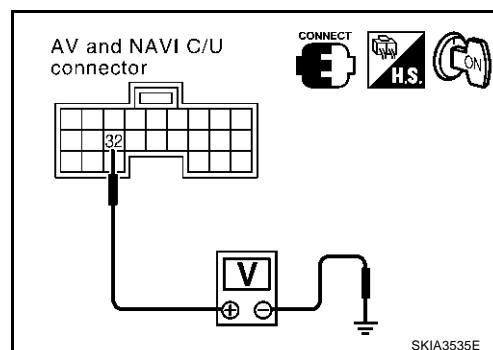 AV and NAVI C/U
connector
CONNECT
H.S.
ON
32
V
+ −
SKIA3535E